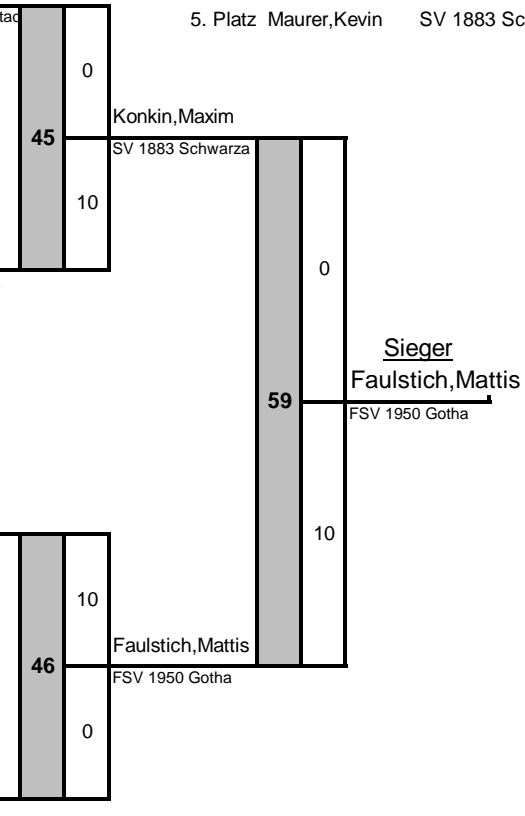 5. Platz Maurer,Kevin SV 1883
0
Konkin,Maxim
45
SV 1883 Schwarza
10
0
Sieger
Faulstich,Mattis
59
FSV 1950 Gotha
10
10
Faulstich,Mattis
46
FSV 1950 Gotha
0